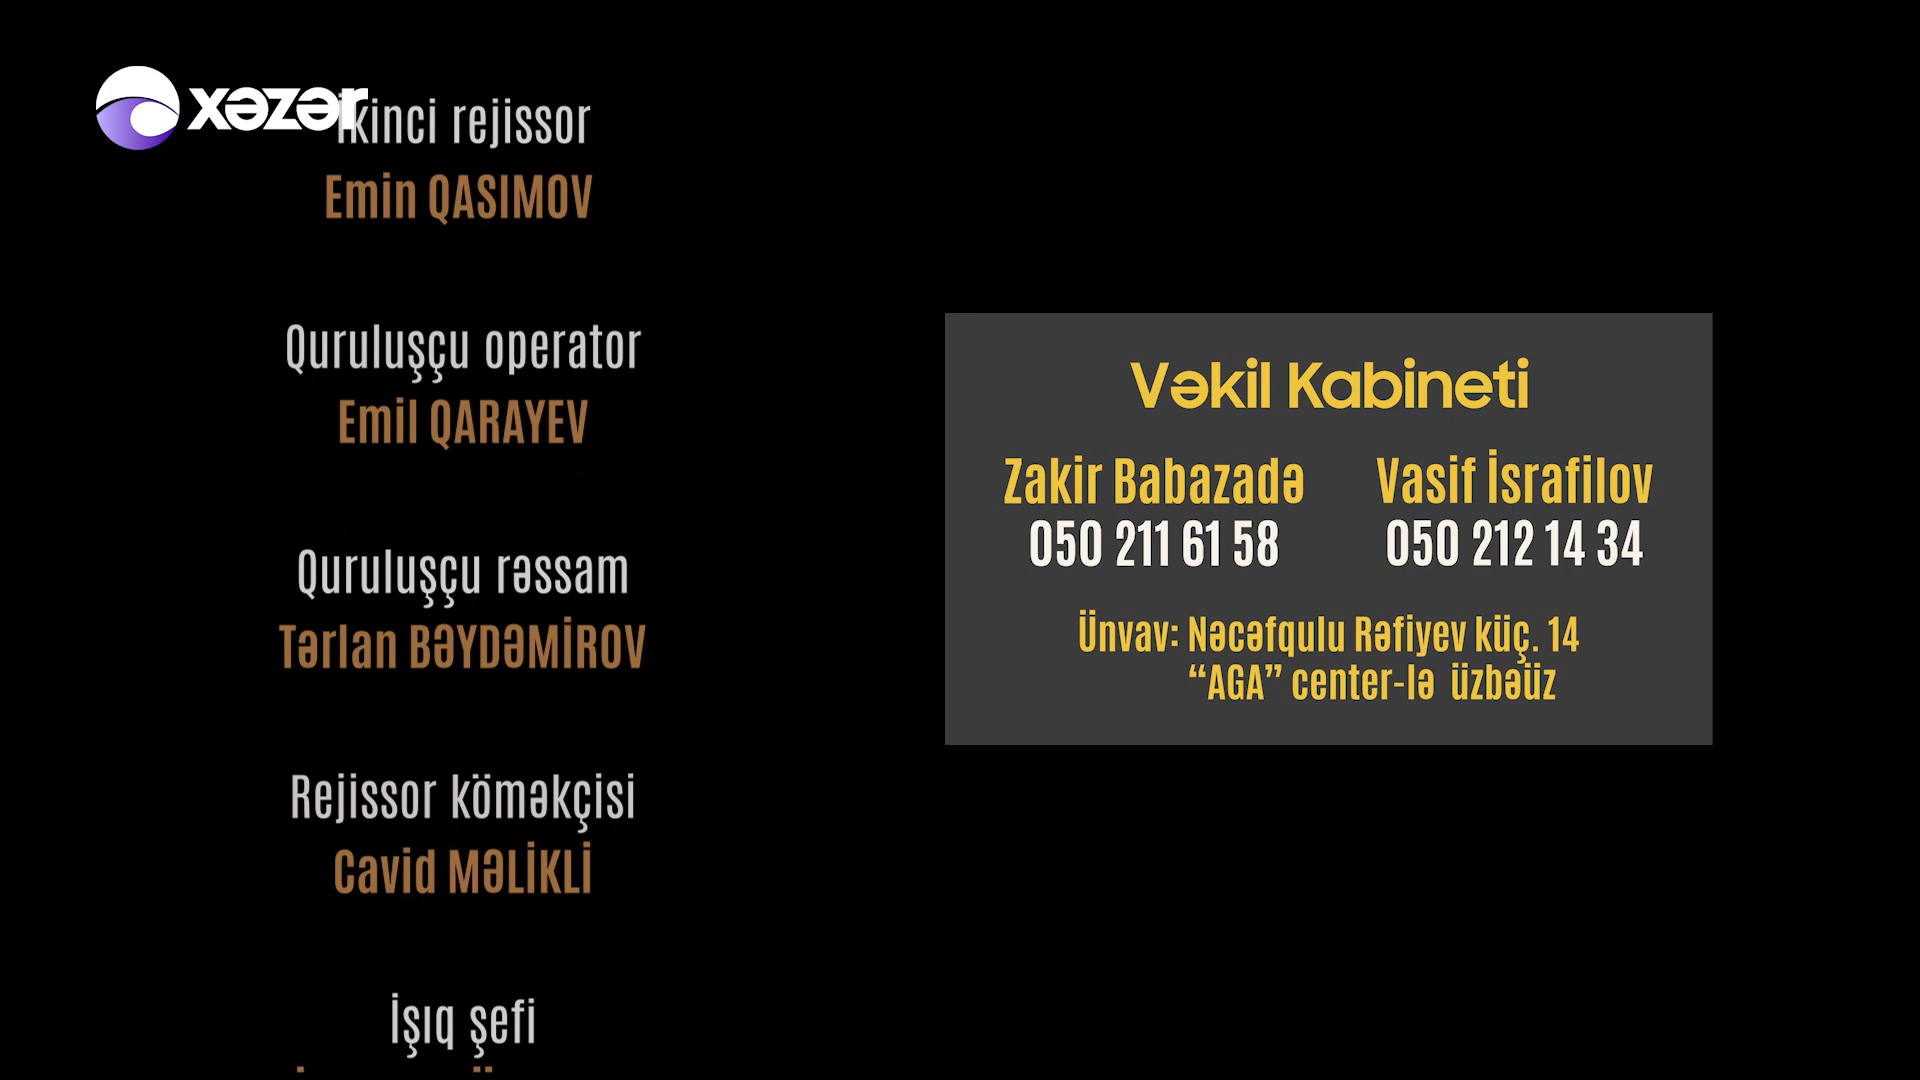 xəzər
İkinci rejissor
Emin QASIMOV
Quruluşçu operator
Emil QARAYEV
Quruluşçu rəssam
Tərlan BƏYDƏMİROV
Rejissor köməkçisi
Cavid MƏLİKLİ
İşıq şefi
Vəkil Kabineti
Zakir Babazadə
050 211 61 58
Vasif İsrafilov
050 212 14 34
Ünvav: Nəcəfqulu Rəfiyev küç. 14
“AGA” center-lə üzbəüz